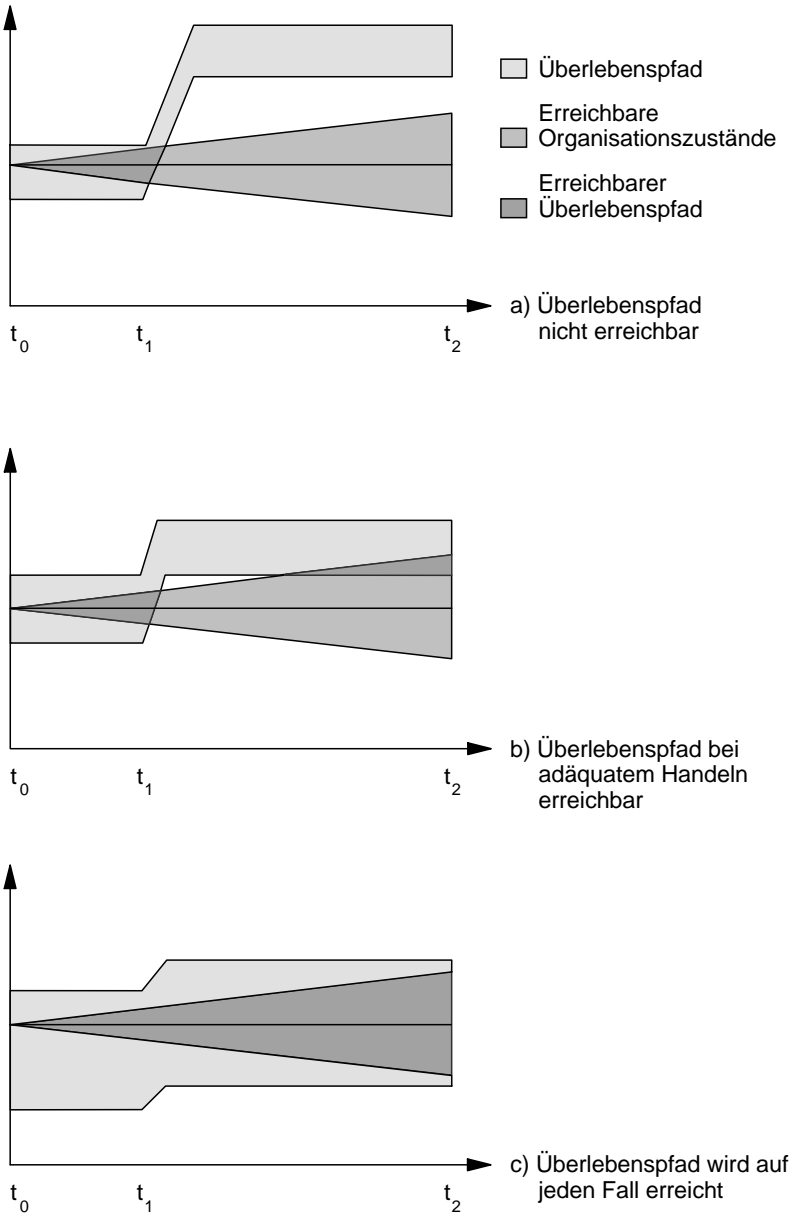 Überlebenspfad
Erreichbare
Organisationszustände
Erreichbarer
Überlebenspfad
a) Überlebenspfad
nicht erreichbar
t0 t1 t2
b) Überlebenspfad bei
adäquatem Handeln
erreichbar
t0 t1 t2
c) Überlebenspfad wird auf
jeden Fall erreicht
t0 t1 t2